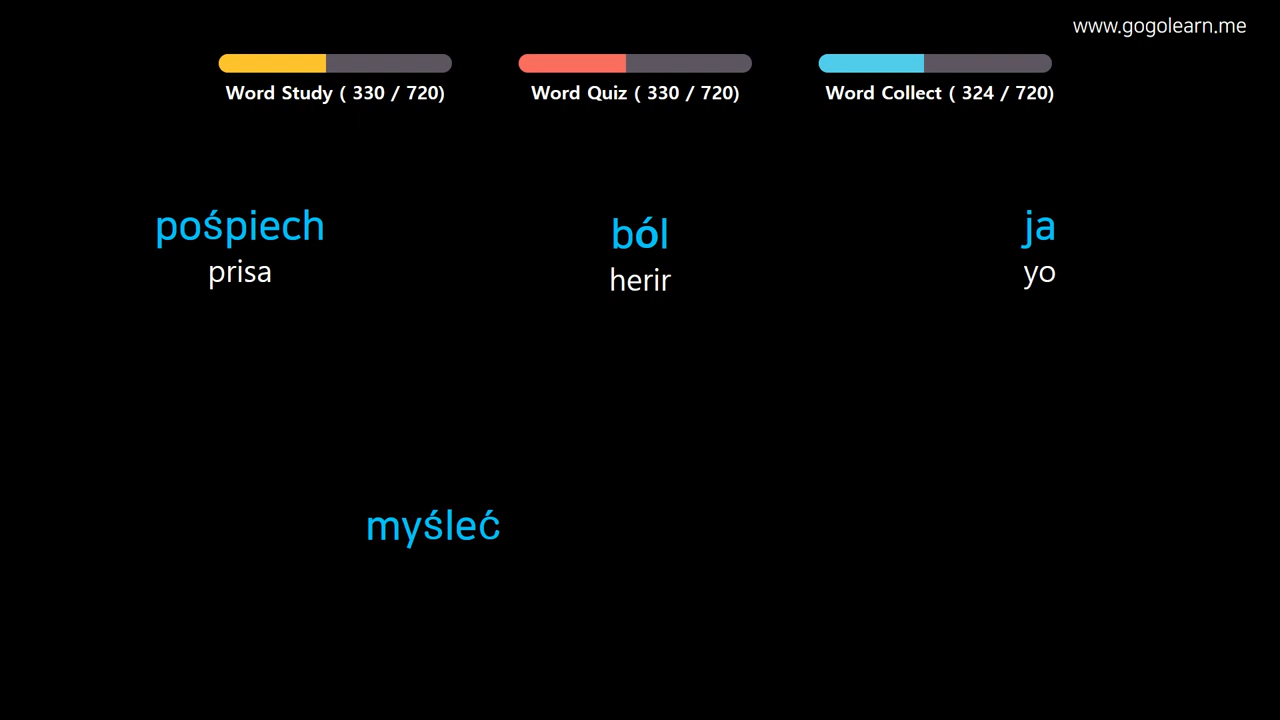 www.gogolearn.me
Word Study ( 330 / 720)
Word Quiz ( 330 / 720)
Word Collect ( 324 / 720)
pośpiech
prisa
ból
herir
ja
yo
myśleć